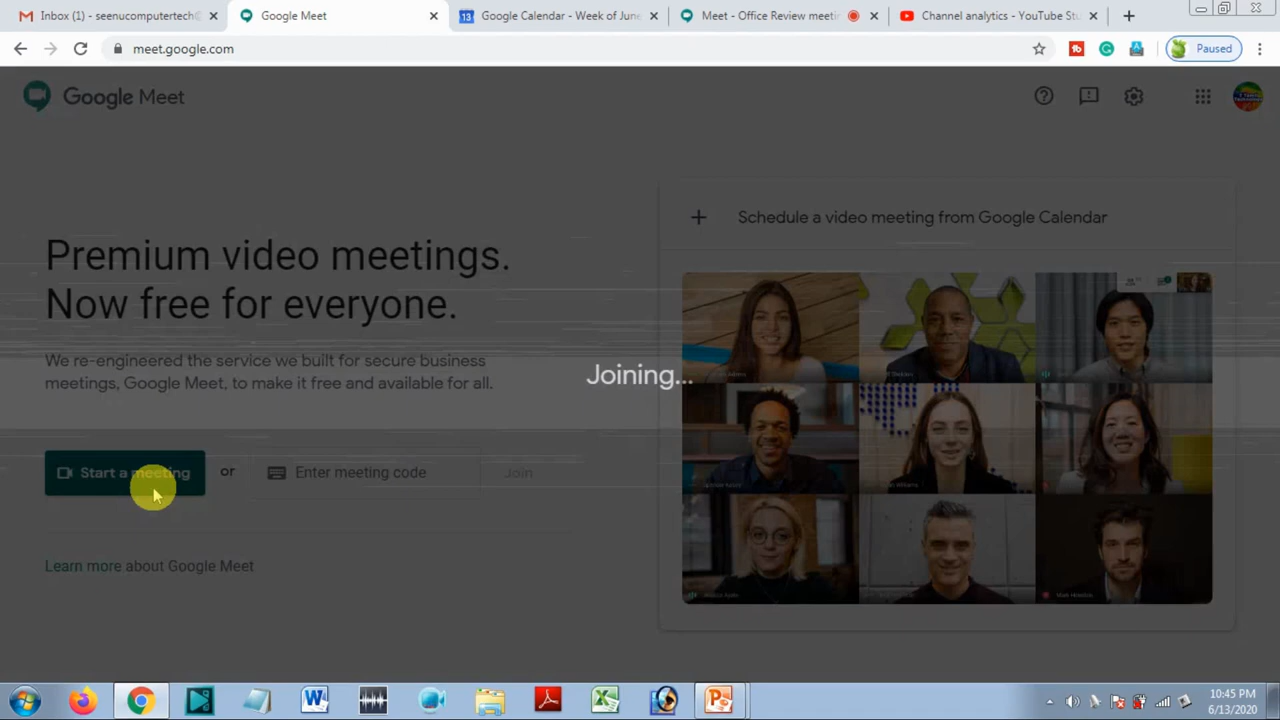 Inbox (1) - seenucomputertech
Google Meet
Google Calendar - Week of June
Meet - Office Review meeti
Channel analytics - YouTube Stu
meet.google.com
Paused
Google Meet
Schedule a video meeting from Google Calendar
Premium video meetings.
Now free for everyone.
We re-engineered the service we built for secure business
meetings, Google Meet, to make it free and available for all.
Joining...
Start a meeting
or
Enter meeting code
Join
Learn more about Google Meet
10:45 PM
6/13/2020